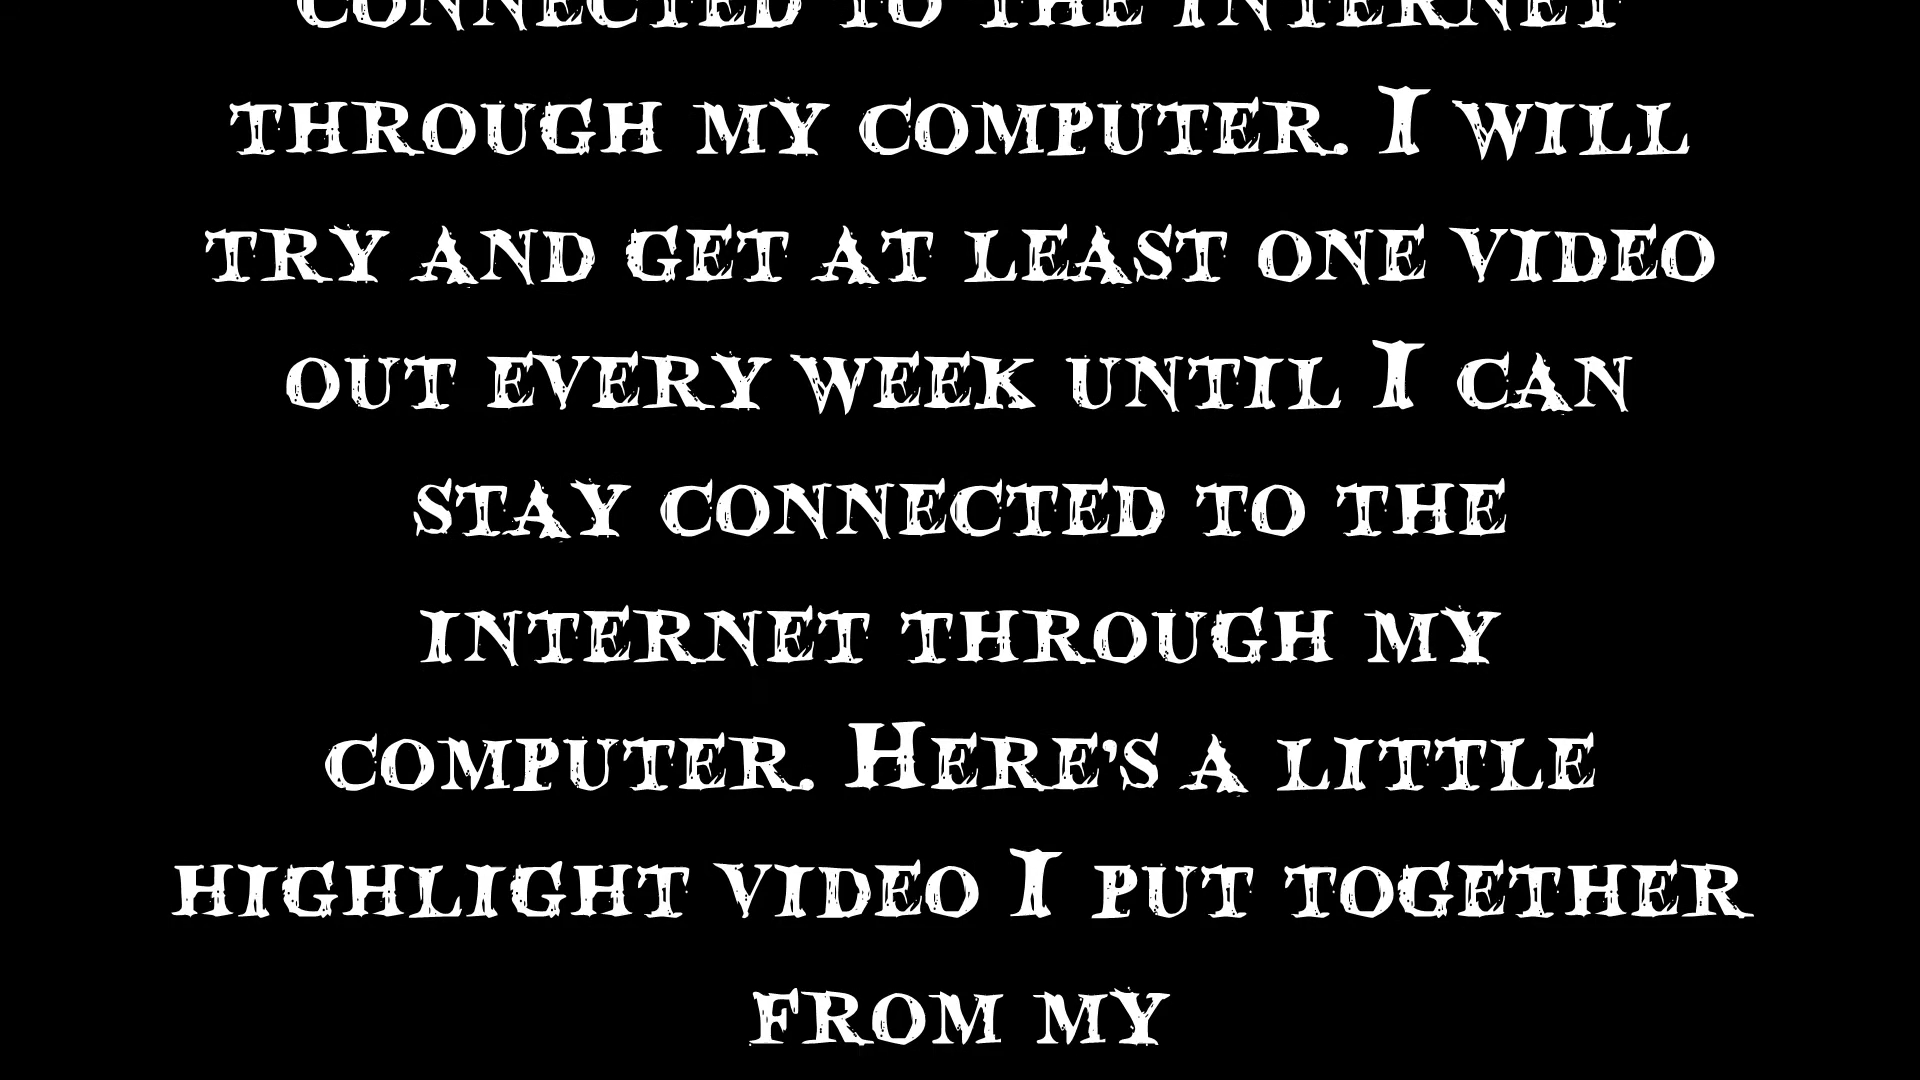 CONNECTED TO THE INTERNET
THROUGH MY COMPUTER. I WILL
TRY AND GET AT LEAST ONE VIDEO
OUT EVERY WEEK UNTIL I CAN
STAY CONNECTED TO THE
INTERNET THROUGH MY
COMPUTER. HERE'S A LITTLE
HIGHLIGHT VIDEO I PUT TOGETHER
FROM MY